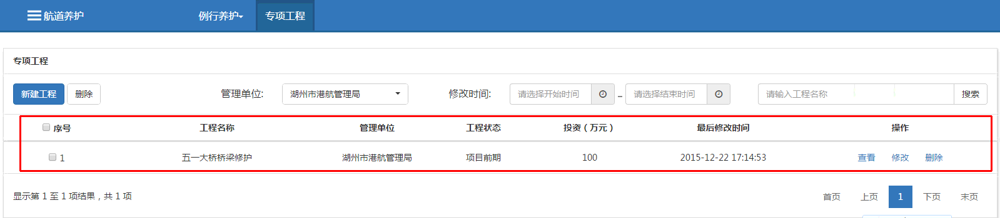 航道养护 例行养护 专项工程
专项工程
新建工程 删除 管理单位: 湖州市港航管理局 修改时间: 请选择开始时间 – 请选择结束时间 请输入工程名称 搜索
序号 工程名称 管理单位 工程状态 投资（万元） 最后修改时间 操作
1 五一大桥桥梁修护 湖州市港航管理局 项目前期 100 2015-12-22 17:14:53 查看 修改 删除
显示第 1 至 1 项结果，共 1 项 首页 上页 1 下页 末页